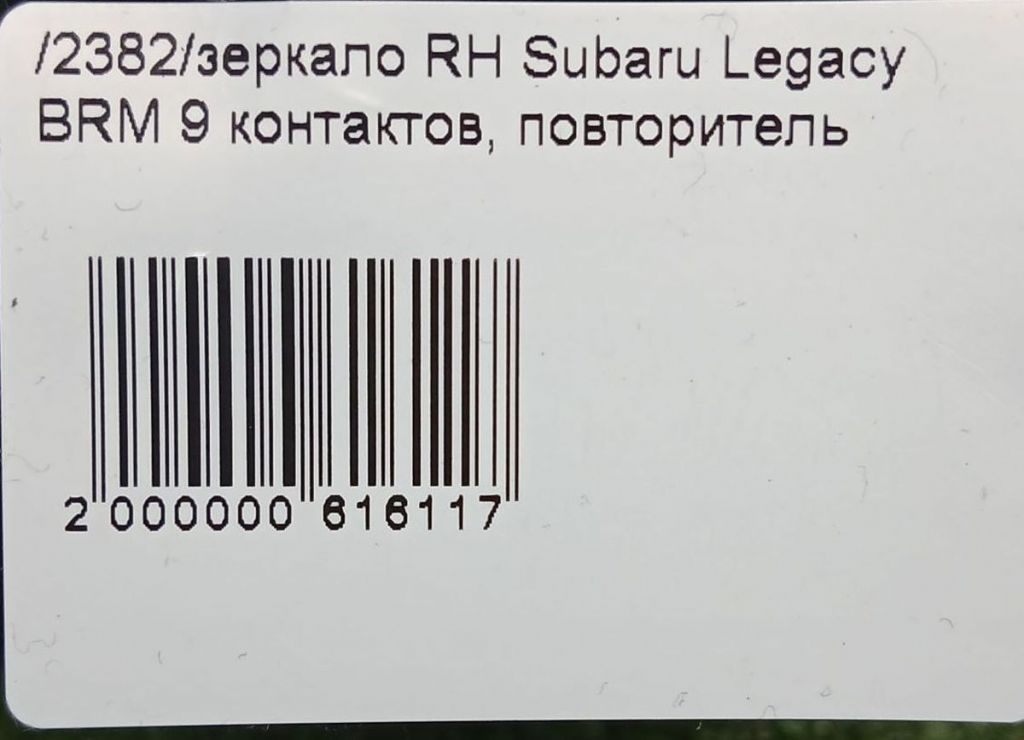 /2382/зеркало RH Subaru Legacy
BRM 9 контактов, повторитель
2 000000 616117